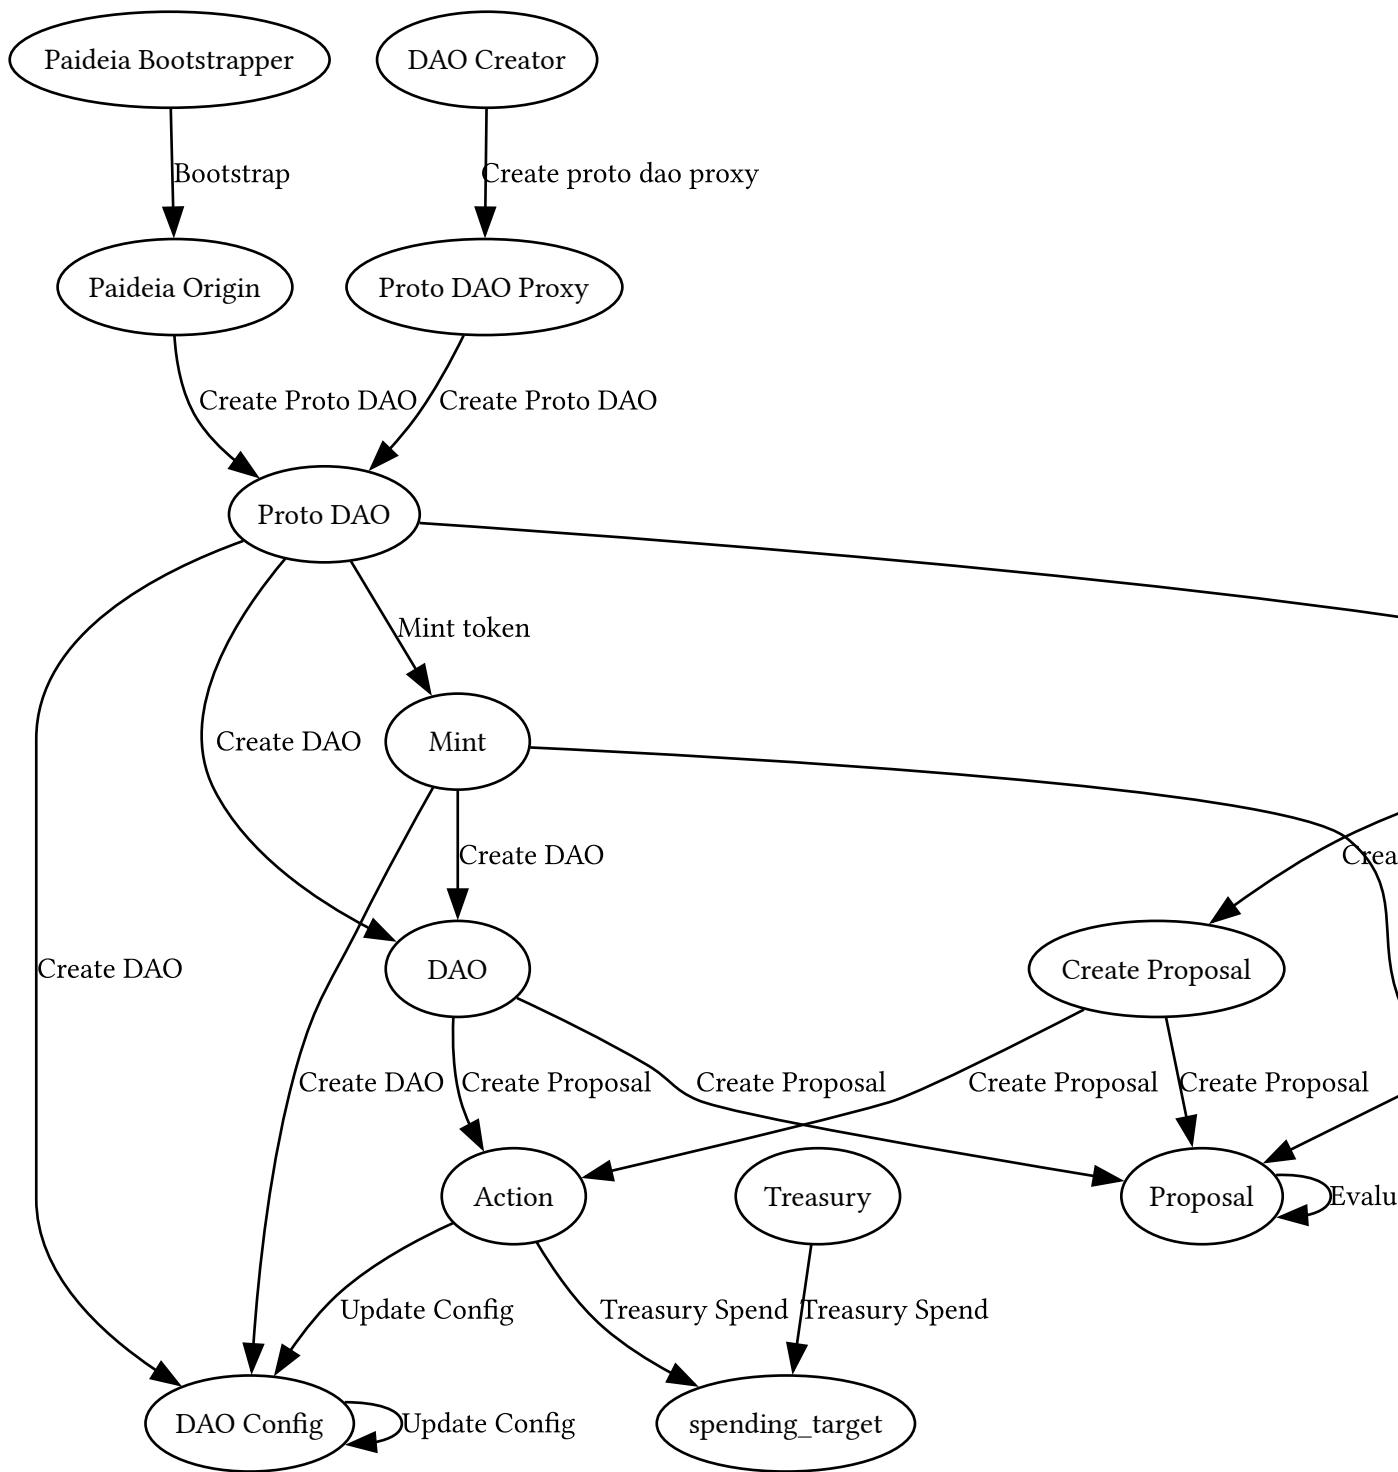 Paideia Bootstrapper
DAO Creator
Bootstrap
Create proto dao proxy
Paideia Origin
Proto DAO Proxy
Create Proto DAO
Create Proto DAO
Proto DAO
Mint token
Create DAO
Mint
Create DAO
Crea
Create DAO
DAO
Create Proposal
Create DAO
Create Proposal
Create Proposal
Create Proposal
Create Proposal
Action
Treasury
Proposal
Evalu
Update Config
Treasury Spend
Treasury Spend
DAO Config
Update Config
spending_target